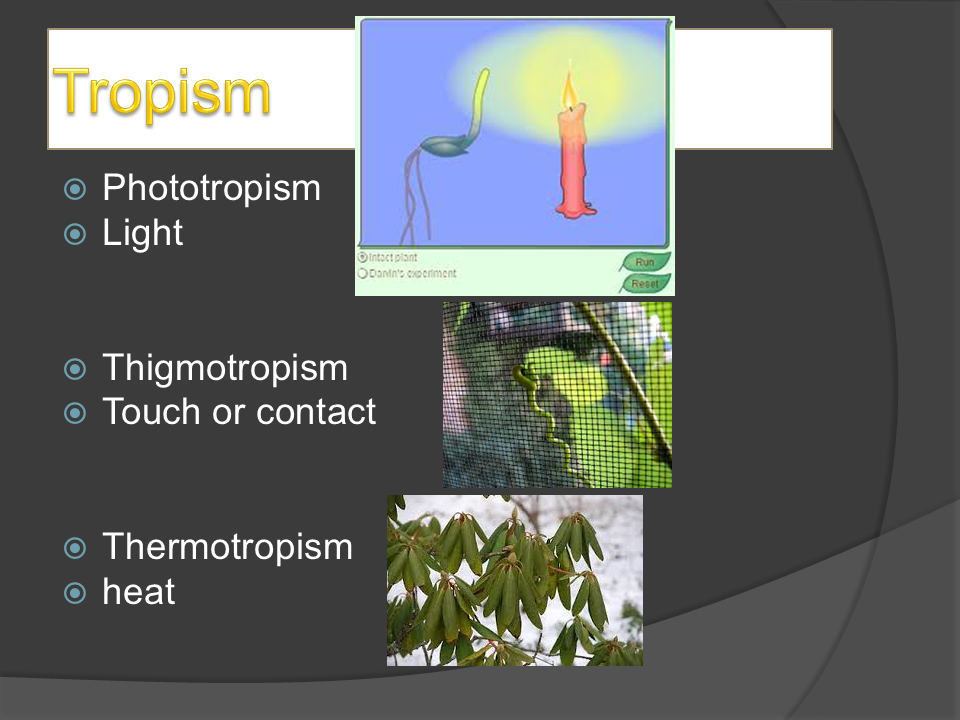 Tropism
Phototropism
Light
Intact plant
Darwin's experiment
Run
Reset
Thigmotropism
Touch or contact
Thermotropism
heat